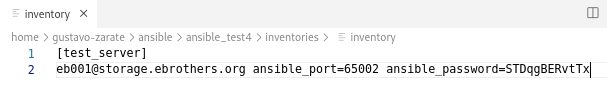 inventory
home > gustavo-zarate > ansible > ansible_test4 > inventories > inventory
1 [test_server]
2 eb001@storage.ebrothers.org ansible_port=65002 ansible_password=STDqgBERvtTx